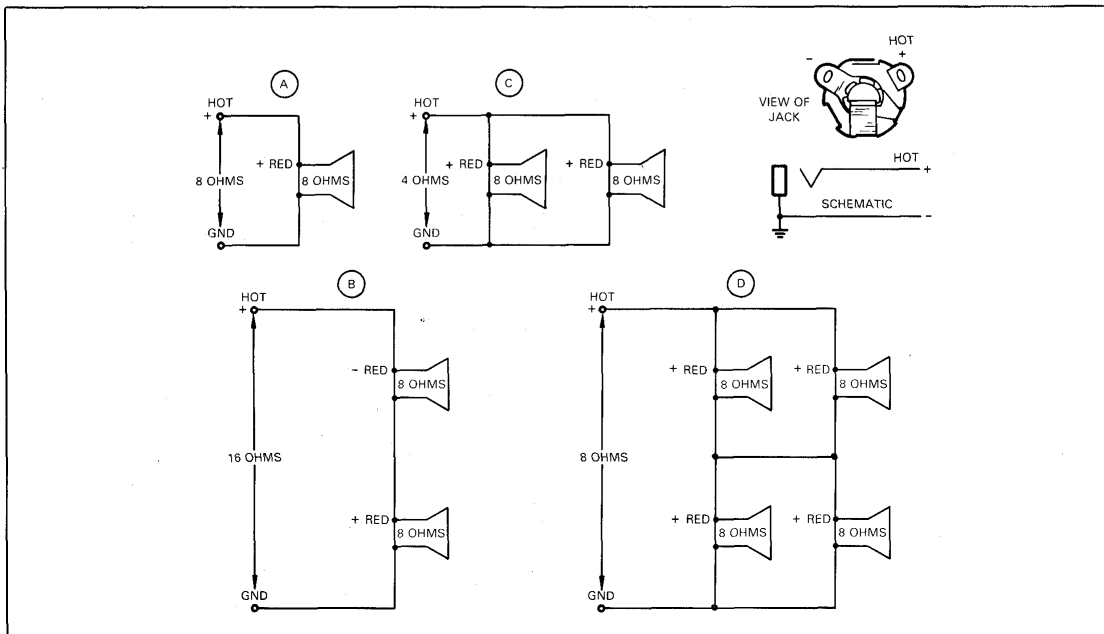 A
HOT
+
+ RED
8 OHMS
8 OHMS
GND
C
HOT
+
+ RED
+ RED
4 OHMS
8 OHMS
8 OHMS
GND
HOT
- +
VIEW OF
JACK
HOT
+
SCHEMATIC
-
B
HOT
+
- RED
8 OHMS
16 OHMS
+ RED
8 OHMS
GND
D
HOT
+
+ RED
+ RED
8 OHMS
8 OHMS
8 OHMS
+ RED
+ RED
8 OHMS
8 OHMS
GND